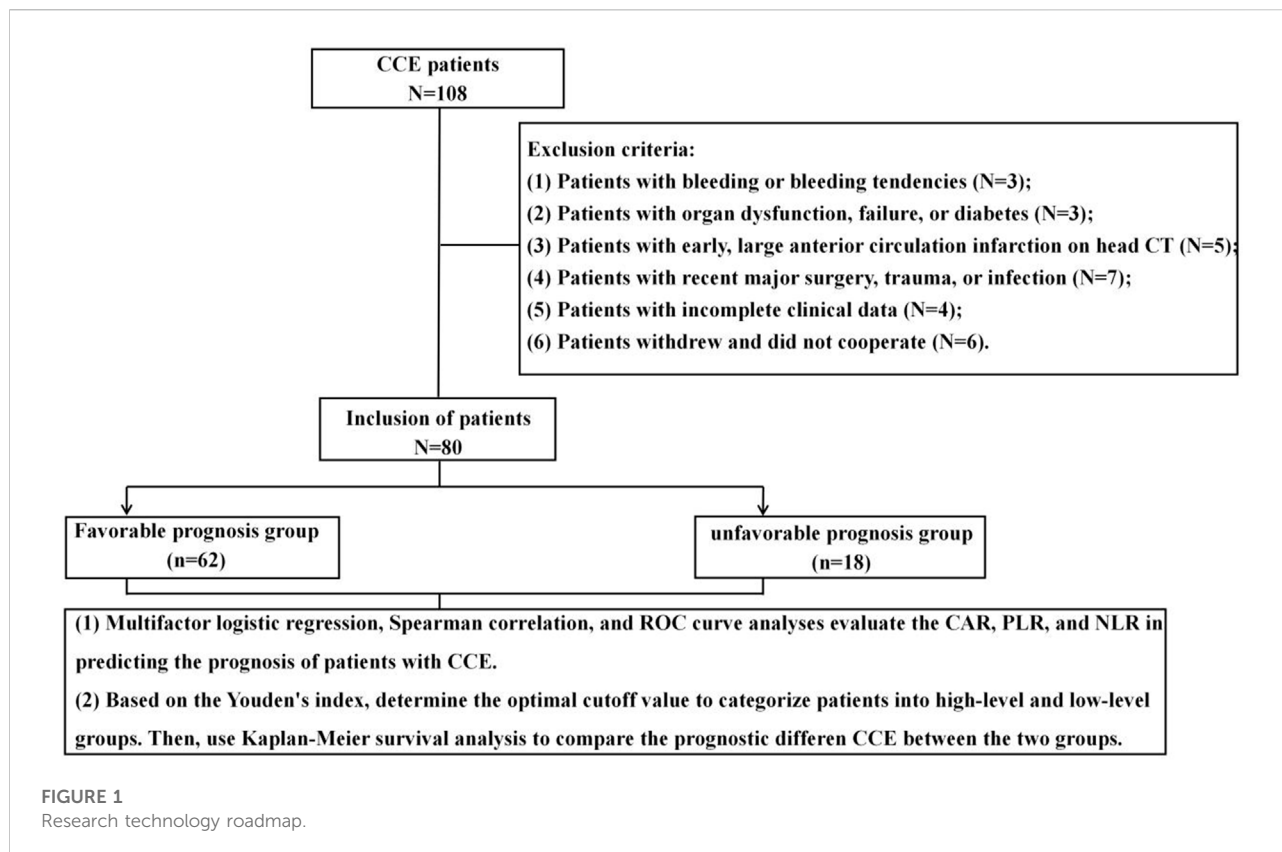 CCE patients
N=108
Exclusion criteria:
(1) Patients with bleeding or bleeding tendencies (N=3);
(2) Patients with organ dysfunction, failure, or diabetes (N=3);
(3) Patients with early, large anterior circulation infarction on head CT (N=5);
(4) Patients with recent major surgery, trauma, or infection (N=7);
(5) Patients with incomplete clinical data (N=4);
(6) Patients withdrew and did not cooperate (N=6).
Inclusion of patients
N=80
Favorable prognosis group
(n=62)
unfavorable prognosis group
(n=18)
(1) Multifactor logistic regression, Spearman correlation, and ROC curve analyses evaluate the CAR, PLR, and NLR in
predicting the prognosis of patients with CCE.
(2) Based on the Youden's index, determine the optimal cutoff value to categorize patients into high-level and low-level
groups. Then, use Kaplan-Meier survival analysis to compare the prognostic differen CCE between the two groups.
FIGURE 1
Research technology roadmap.